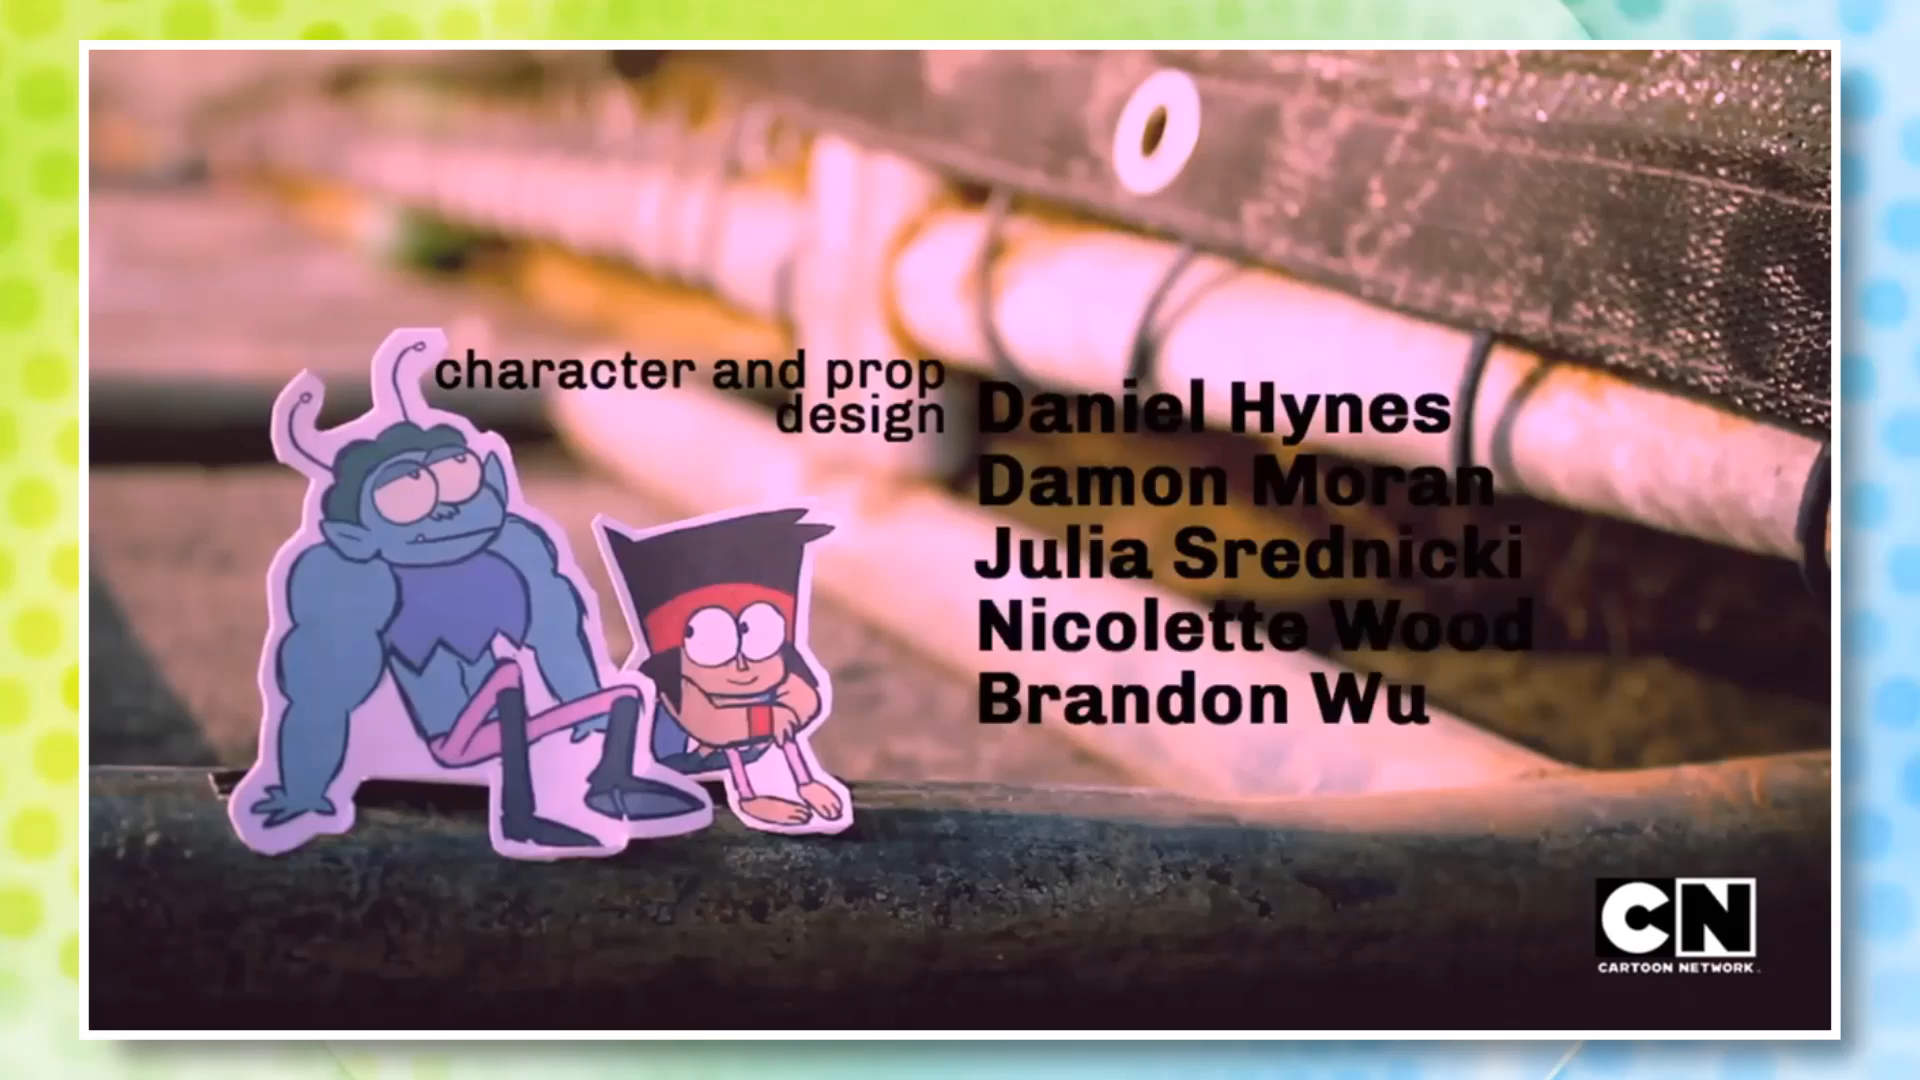 character and prop
design
Daniel Hynes
Damon Moran
Julia Srednicki
Nicolette Wood
Brandon Wu
CN
CARTOON NETWORK